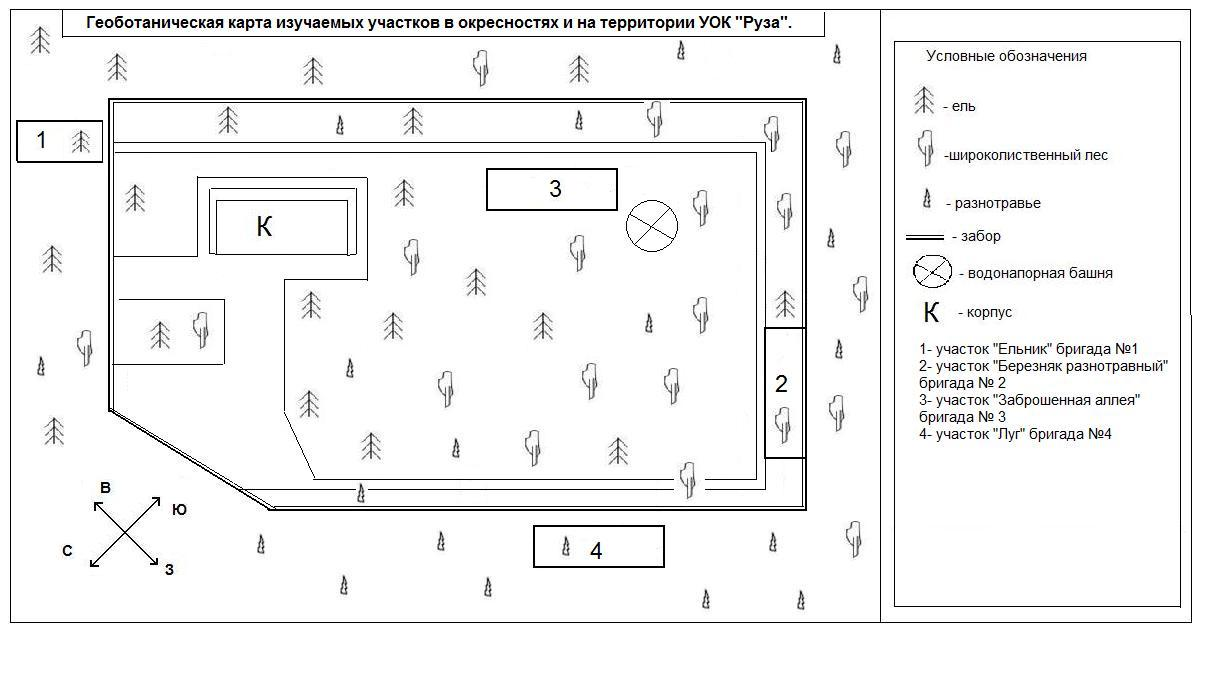 Геоботаническая карта изучаемых участков в окресностях и на территории УОК "Руза".
1
3
К
2
4
В
Ю
С
З
Условные обозначения
- ель
-широколиственный лес
- разнотравье
- забор
- водонапорная башня
К - корпус
1- участок "Ельник" бригада №1
2- участок "Березняк разнотравный"
бригада № 2
3- участок "Заброшенная аллея"
бригада № 3
4- участок "Луг" бригада №4